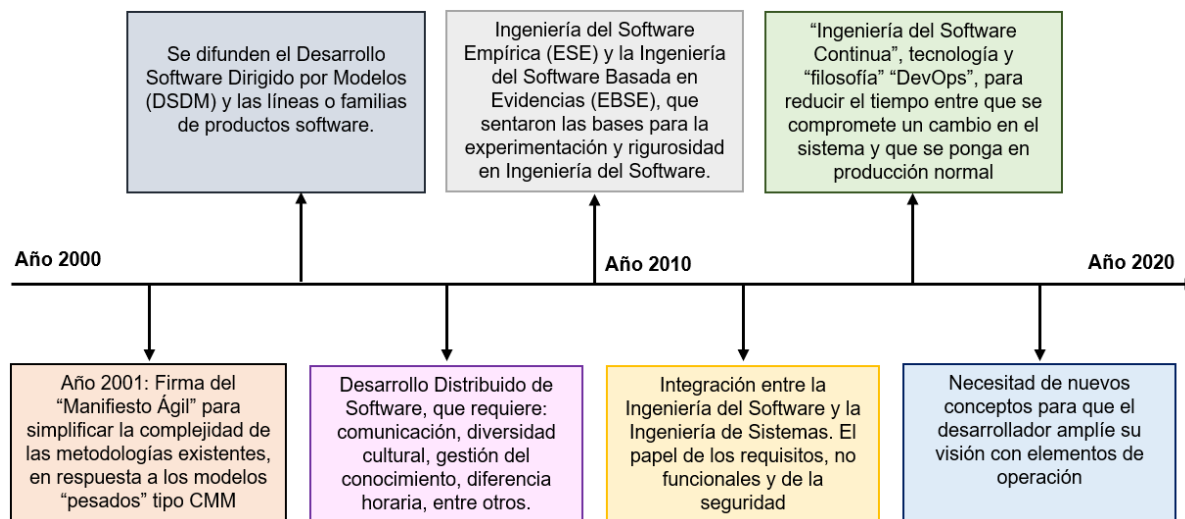 Se difunden el Desarrollo
Software Dirigido por Modelos
(DSDM) y las líneas o familias
de productos software.
Ingeniería del Software
Empírica (ESE) y la Ingeniería
del Software Basada en
Evidencias (EBSE), que
sentaron las bases para la
experimentación y rigurosidad
en Ingeniería del Software.
“Ingeniería del Software
Continua”, tecnología y
“filosofía” “DevOps”, para
reducir el tiempo entre que se
compromete un cambio en el
sistema y que se ponga en
producción normal
Año 2000
Año 2010
Año 2020
Año 2001: Firma del
“Manifiesto Ágil” para
simplificar la complejidad de
las metodologías existentes,
en respuesta a los modelos
“pesados” tipo CMM
Desarrollo Distribuido de
Software, que requiere:
comunicación, diversidad
cultural, gestión del
conocimiento, diferencia
horaria, entre otros.
Integración entre la
Ingeniería del Software y la
Ingeniería de Sistemas. El
papel de los requisitos, no
funcionales y de la
seguridad
Necesitad de nuevos
conceptos para que el
desarrollador amplíe su
visión con elementos de
operación